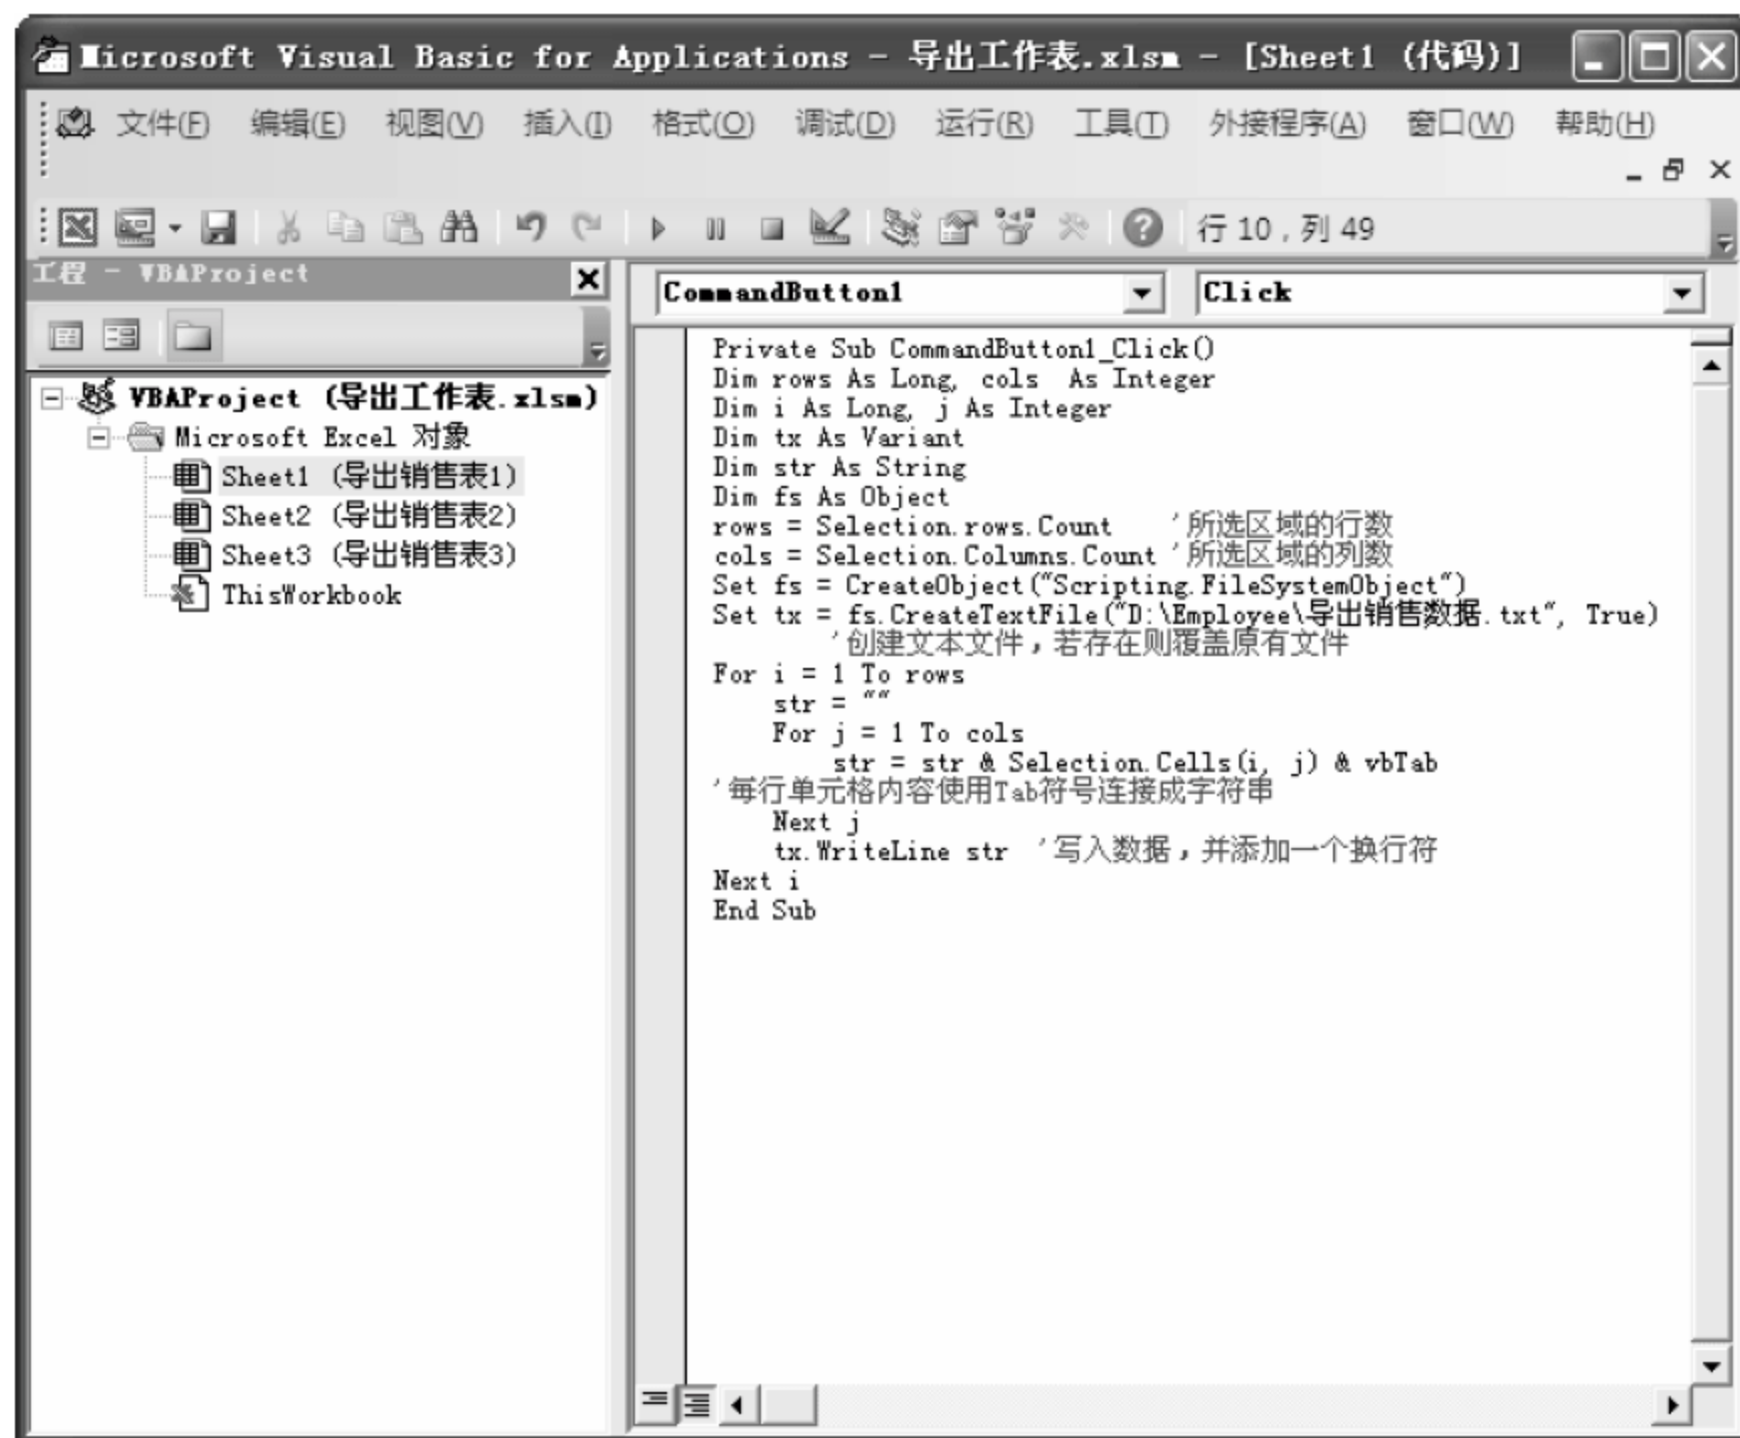 Microsoft Visual Basic for Applications - 导出工作表.xlsm - [Sheet1 (代码)]
文件(F) 编辑(E) 视图(V) 插入(I) 格式(O) 调试(D) 运行(R) 工具(T) 外接程序(A) 窗口(W) 帮助(H)
行 10 , 列 49
工程 - VBAProject
CommandButton1 Click
VBAProject (导出工作表.xlsm)
Microsoft Excel 对象
Sheet1 (导出销售表1)
Sheet2 (导出销售表2)
Sheet3 (导出销售表3)
ThisWorkbook
Private Sub CommandButton1_Click()
Dim rows As Long, cols  As Integer
Dim i As Long, j As Integer
Dim tx As Variant
Dim str As String
Dim fs As Object
rows = Selection.rows.Count    '所选区域的行数
cols = Selection.Columns.Count '所选区域的列数
Set fs = CreateObject("Scripting.FileSystemObject")
Set tx = fs.CreateTextFile("D:\Employee\导出销售数据.txt", True)
        '创建文本文件，若存在则覆盖原有文件
For i = 1 To rows
    str = ""
    For j = 1 To cols
        str = str & Selection.Cells(i, j) & vbTab
'每行单元格内容使用Tab符号连接成字符串
    Next j
    tx.WriteLine str  '写入数据，并添加一个换行符
Next i
End Sub